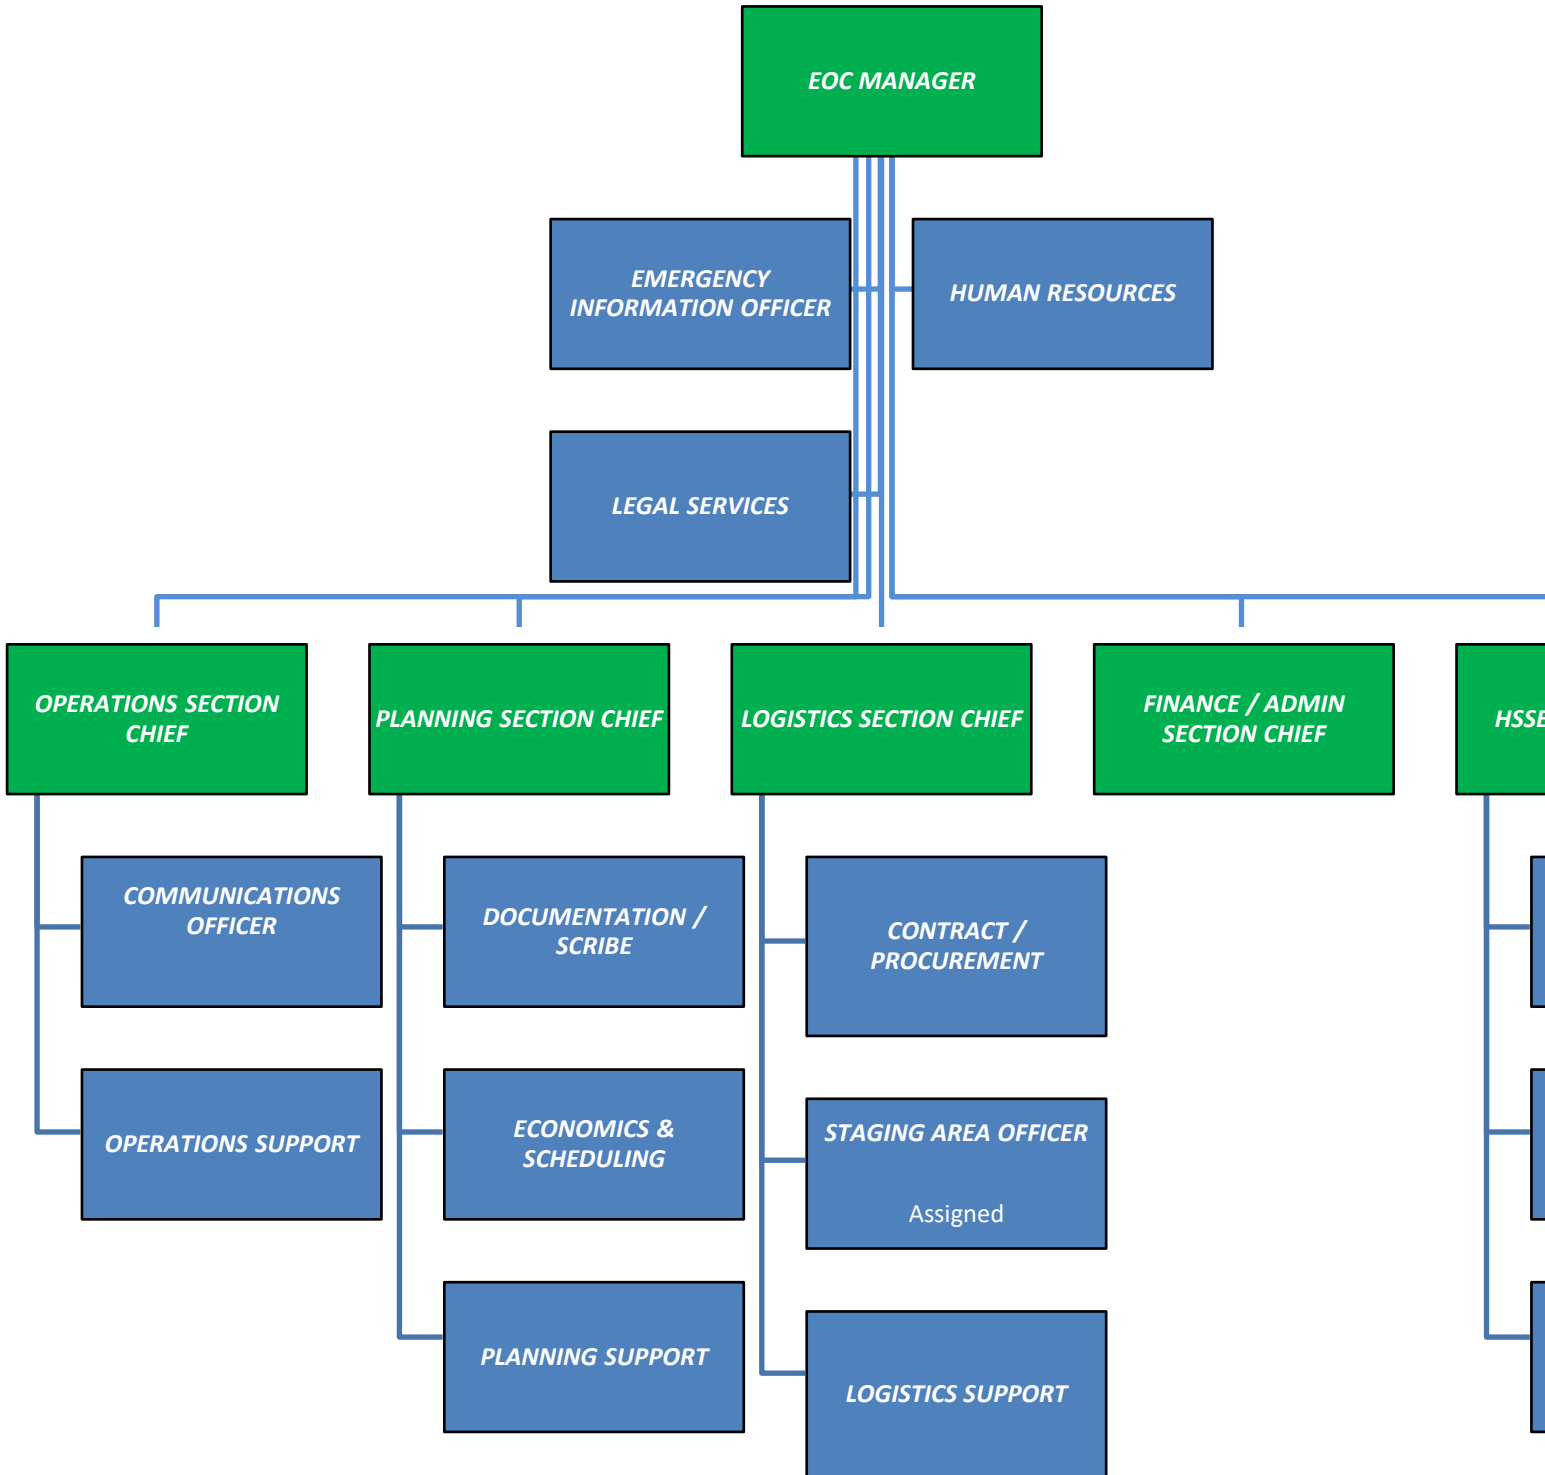 EOC MANAGER
EMERGENCY
INFORMATION OFFICER
HUMAN RESOURCES
LEGAL SERVICES
OPERATIONS SECTION
CHIEF
PLANNING SECTION CHIEF
LOGISTICS SECTION CHIEF
FINANCE / ADMIN
SECTION CHIEF
HSSE
COMMUNICATIONS
OFFICER
DOCUMENTATION /
SCRIBE
CONTRACT /
PROCUREMENT
OPERATIONS SUPPORT
ECONOMICS &
SCHEDULING
STAGING AREA OFFICER
Assigned
PLANNING SUPPORT
LOGISTICS SUPPORT